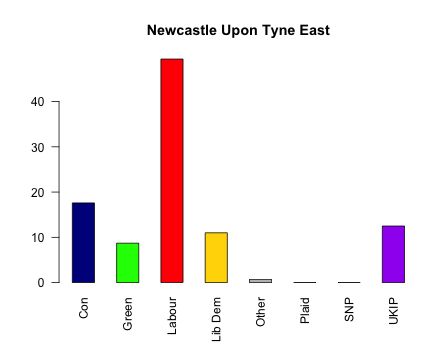 Newcastle Upon Tyne East
40
30
20
10
0
Con
Green
Labour
Lib Dem
Other
Plaid
SNP
UKIP